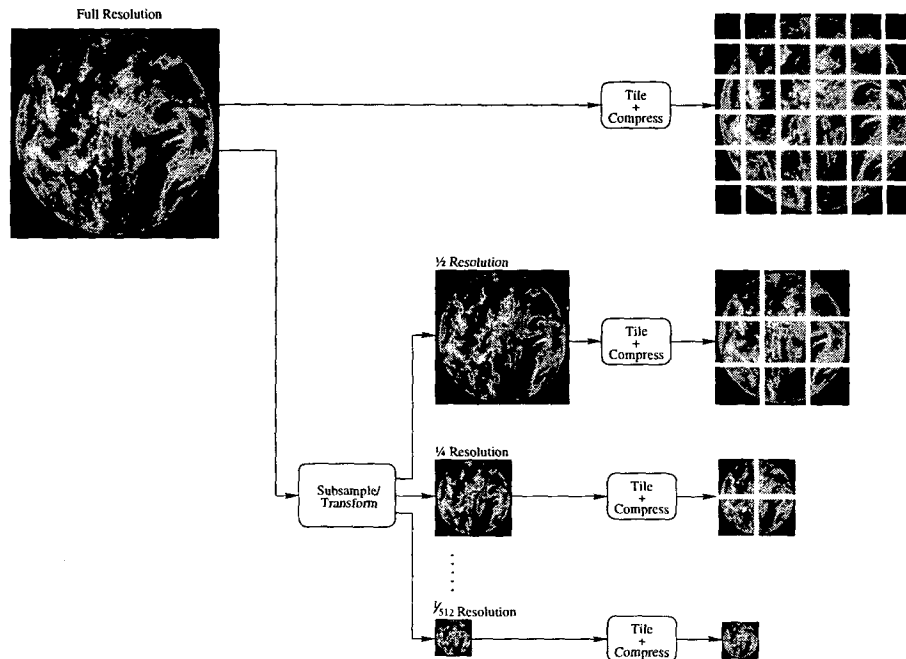 Full Resolution
Tile
+
Compress
½ Resolution
Tile
+
Compress
¼ Resolution
Subsample/
Transform
Tile
+
Compress
1/512 Resolution
Tile
+
Compress